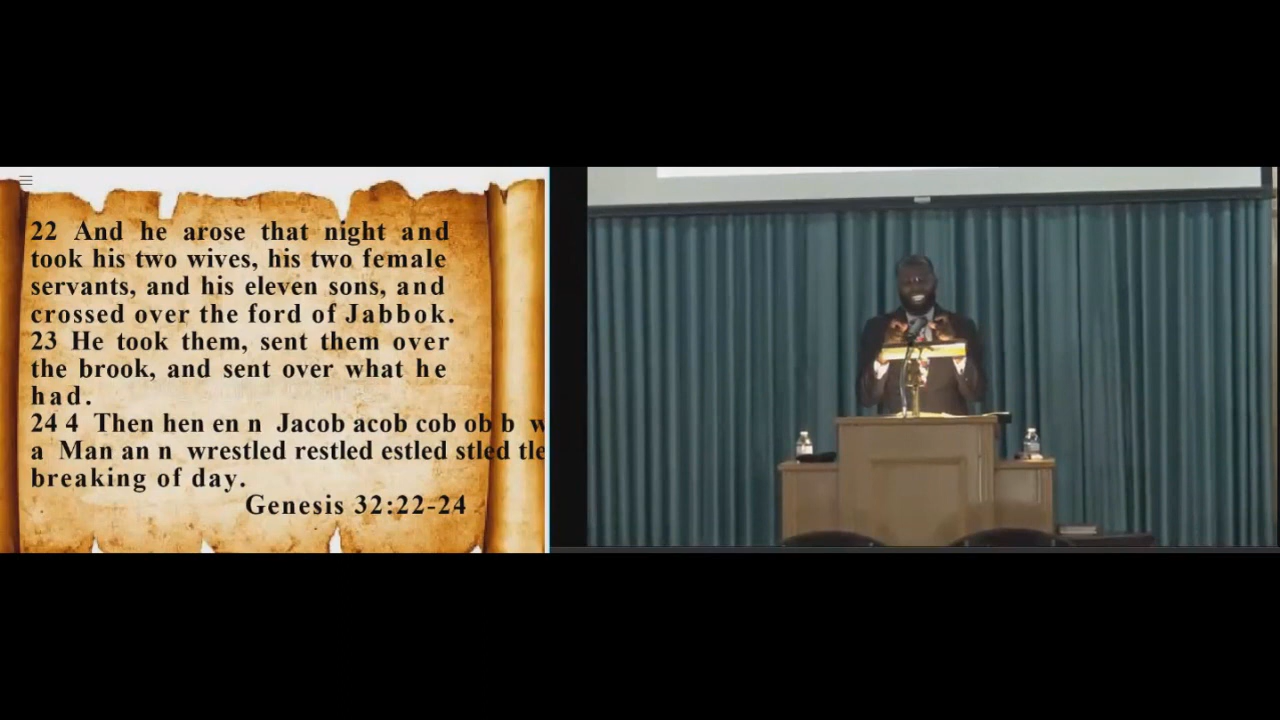 22 And he arose that night and
took his two wives, his two female
servants, and his eleven sons, and
crossed over the ford of Jabbok.
23 He took them, sent them over
the brook, and sent over what he
had.
24 4 Then hen en n Jacob acob cob ob b w
a Man an n wrestled restled estled stled tle
breaking of day.
Genesis 32:22-24